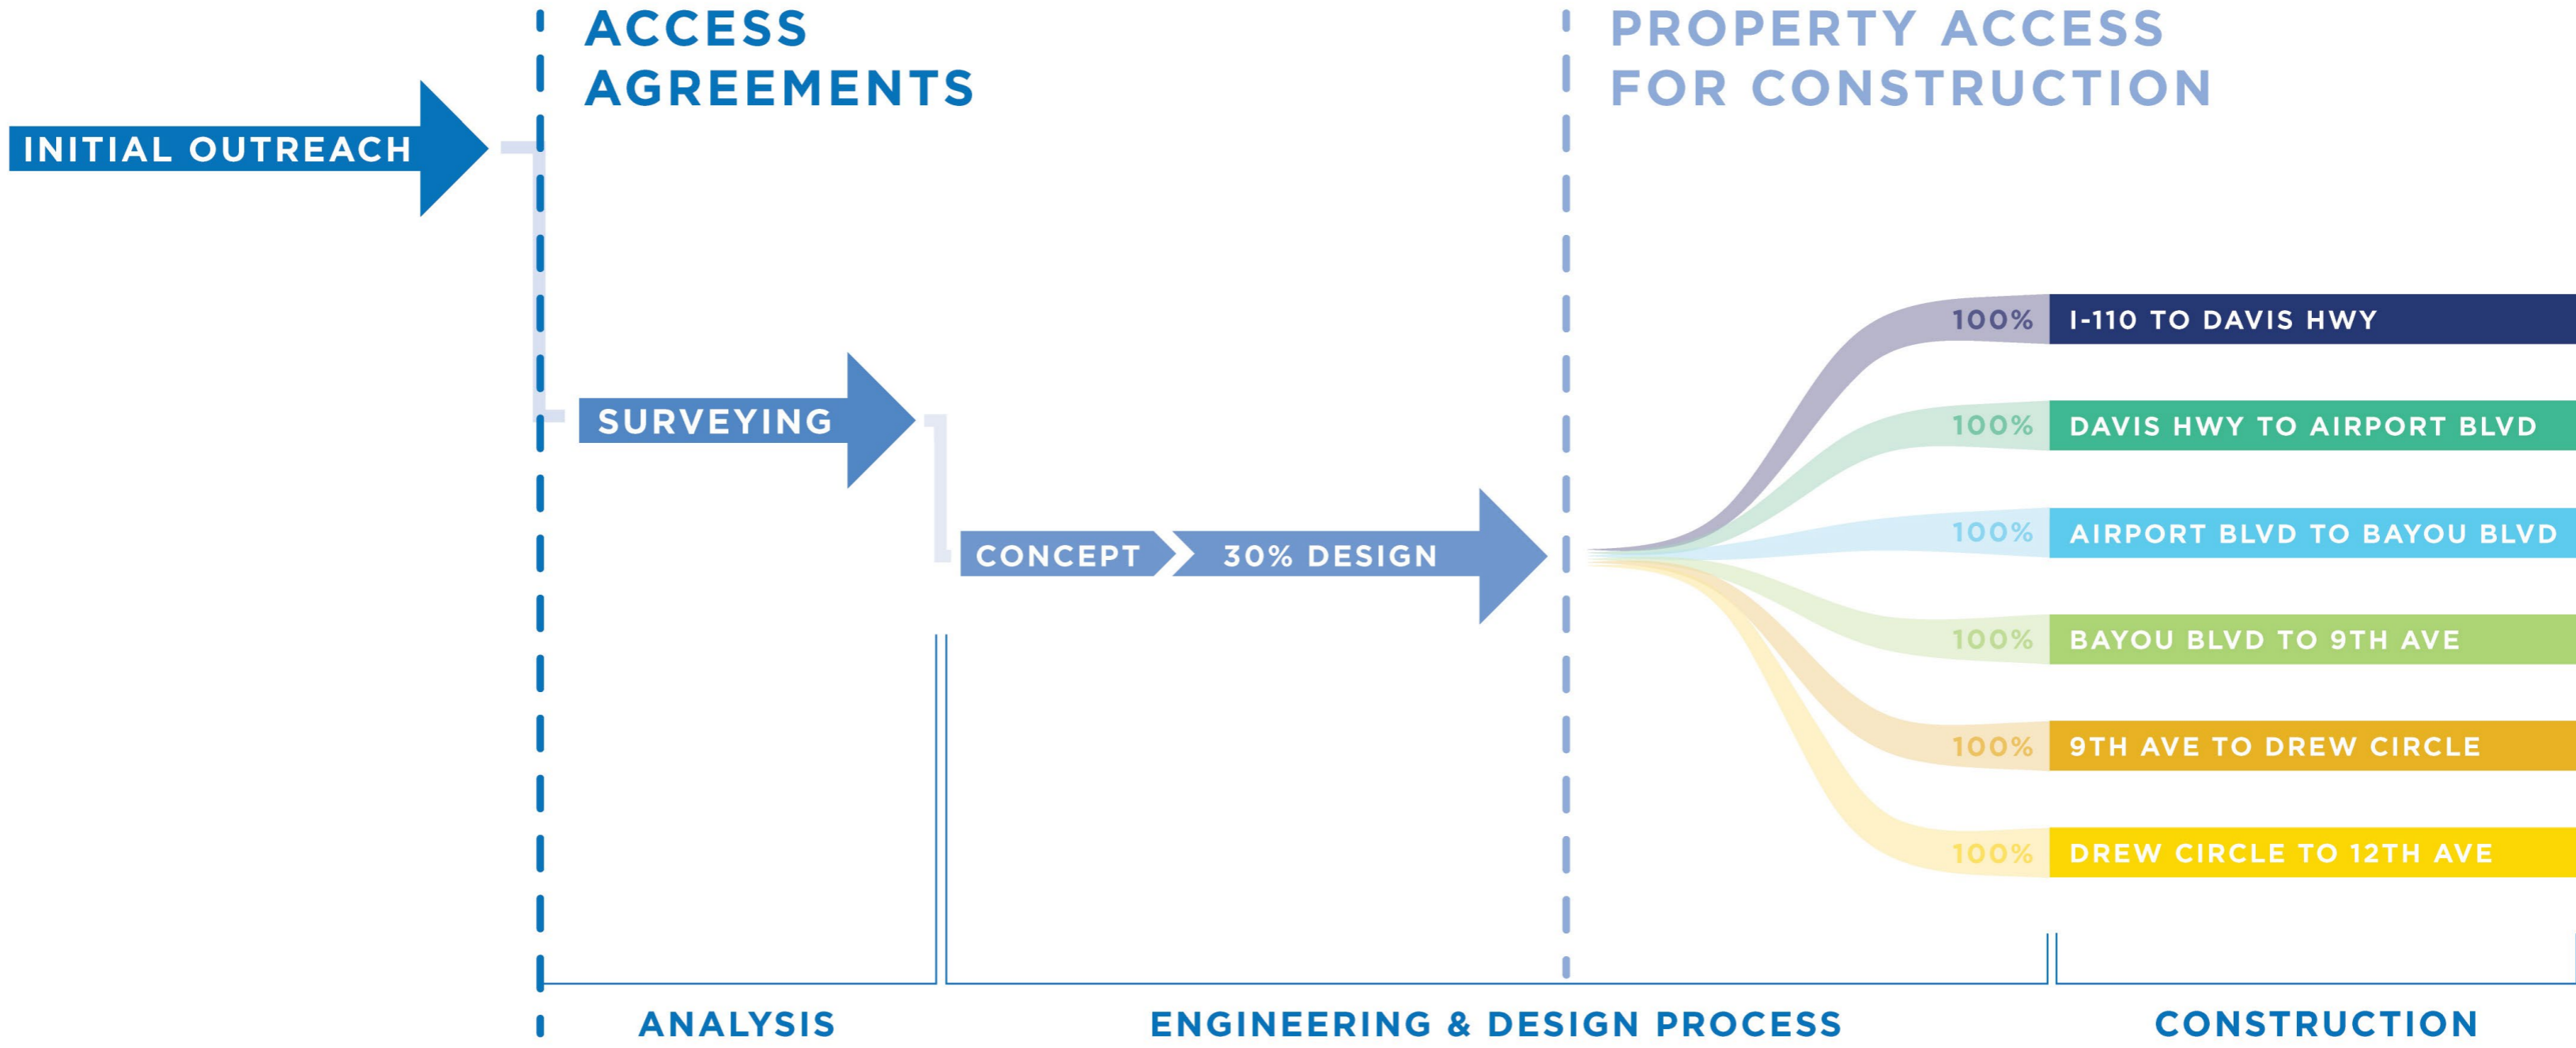 ACCESS
AGREEMENTS
PROPERTY ACCESS
FOR CONSTRUCTION
INITIAL OUTREACH
SURVEYING
CONCEPT
30% DESIGN
100% I-110 TO DAVIS HWY
100% DAVIS HWY TO AIRPORT BLVD
100% AIRPORT BLVD TO BAYOU BLVD
100% BAYOU BLVD TO 9TH AVE
100% 9TH AVE TO DREW CIRCLE
100% DREW CIRCLE TO 12TH AVE
ANALYSIS
ENGINEERING & DESIGN PROCESS
CONSTRUCTION